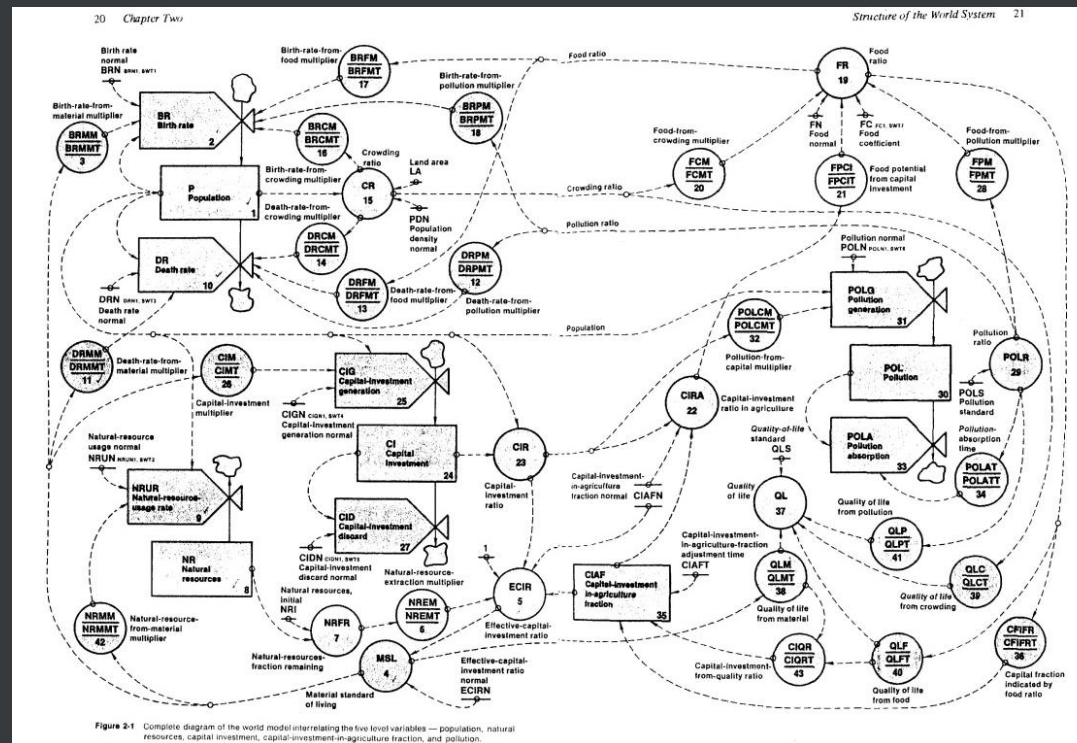 20 Chapter Two
Structure of the World System 21
Birth rate
normal
BRN BRN1, SWT1
Birth-rate-from-
food multiplier
BRFM
BRFMT
17
Birth-rate-from-
pollution multiplier
BRPM
BRPMT
18
Food ratio
FR
19
Food
ratio
Birth-rate-from-
material multiplier
BRMM
BRMMT
3
BR
Birth rate
2
BRCM
BRCMT
16
Birth-rate-from-
crowding multiplier
Crowding
ratio
CR
15
Land area
LA
PDN
Population
density
normal
P
Population
1
Death-rate-from-
crowding multiplier
DRCM
DRCMT
14
DR
Death rate
10
DRN DRN1, SWT3
Death rate
normal
DRFM
DRFMT
13
Death-rate-from-
food multiplier
DRPM
DRPMT
12
Death-rate-from-
pollution multiplier
Crowding ratio
Pollution ratio
Population
Food-from-
crowding multiplier
FCM
FCMT
20
FN
Food
normal
FC FC1, SWT7
Food
coefficient
FPCI
FPCIT
21
Food potential
from capital
investment
Food-from-
pollution multiplier
FPM
FPMT
28
Pollution normal
POLN POLN1, SWT6
POLG
Pollution
generation
31
POLCM
POLCMT
32
Pollution-from-
capital multiplier
POL
Pollution
30
Pollution
ratio
POLR
29
POLS
Pollution
standard
POLA
Pollution
absorption
33
Pollution-
absorption
time
POLAT
POLATT
34
DRMM
DRMMT
11
Death-rate-from-
material multiplier
CIM
CIMT
26
Capital-investment
multiplier
CIG
Capital-investment
generation
25
CIGN CIGN1, SWT4
Capital-investment
generation normal
CI
Capital
investment
24
CID
Capital-investment
discard
27
CIDN CIDN1, SWT5
Capital-investment
discard normal
CIR
23
Capital-
investment
ratio
CIRA
22
Capital-investment
ratio in agriculture
Capital-investment-
in-agriculture
fraction normal
CIAFN
Natural-resource
usage normal
NRUN NRUN1, SWT2
NRUR
Natural-resource-
usage rate
9
NR
Natural
resources
8
NRMM
NRMMT
42
Natural-resource-
from-material
multiplier
Natural resources,
initial
NRI
NRFR
7
Natural-resources-
fraction remaining
Natural-resource-
extraction multiplier
NREM
NREMT
6
1
ECIR
5
Effective-capital-
investment ratio
MSL
4
Material standard
of living
Effective-capital-
investment ratio
normal
ECIRN
Capital-investment-
in-agriculture-fraction
adjustment time
CIAFT
CIAF
Capital-investment
in-agriculture
fraction
35
Quality-of-life
standard
QLS
Quality
of life
QL
37
QLM
QLMT
38
Quality of life
from material
Quality of life
from pollution
QLP
QLPT
41
QLC
QLCT
39
Quality of life
from crowding
CIQR
CIQRT
43
Capital-investment-
from-quality ratio
QLF
QLFT
40
Quality of life
from food
CFIFR
CFIFRT
36
Capital fraction
indicated by
food ratio
Figure 2-1 Complete diagram of the world model interrelating the five level variables — population, natural
resources, capital investment, capital-investment-in-agriculture fraction, and pollution.